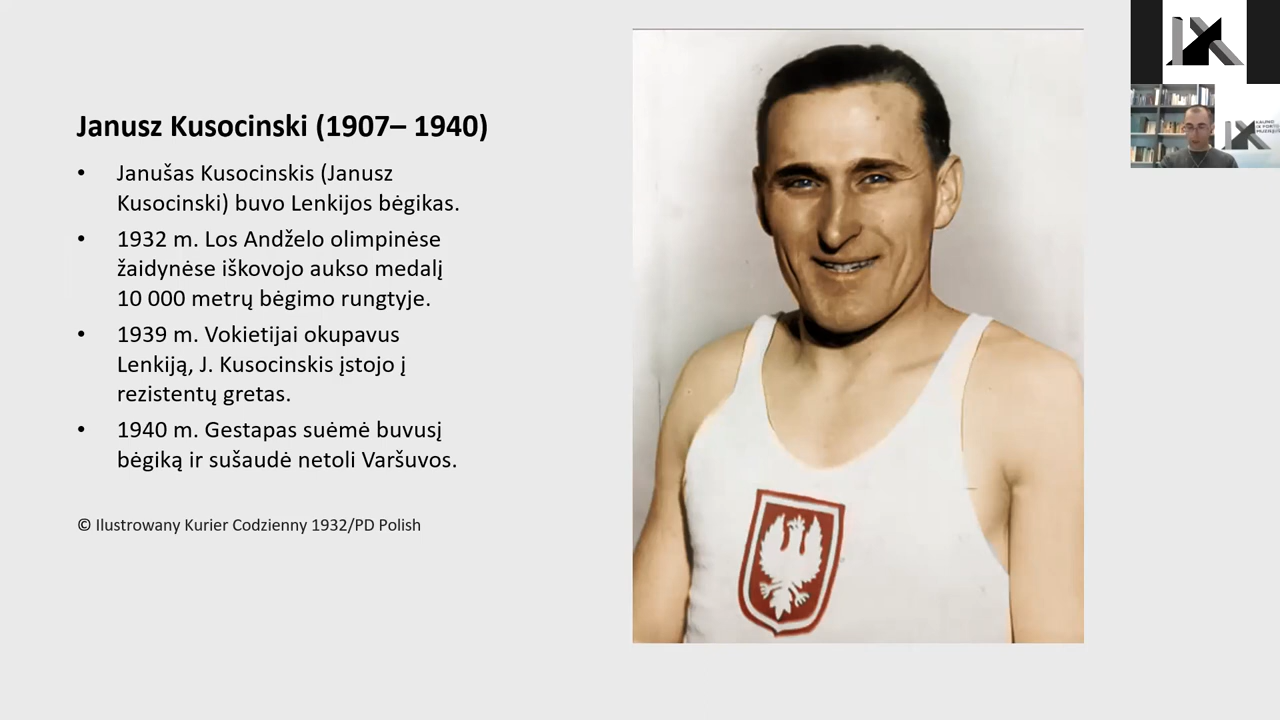 Janusz Kusocinski (1907– 1940)
• Janušas Kusocinskis (Janusz
Kusocinski) buvo Lenkijos bėgikas.
• 1932 m. Los Andželo olimpinėse
žaidynėse iškovojo aukso medalį
10 000 metrų bėgimo rungtyje.
• 1939 m. Vokietijai okupavus
Lenkiją, J. Kusocinskis įstojo į
rezistentų gretas.
• 1940 m. Gestapas suėmė buvusį
bėgiką ir sušaudė netoli Varšuvos.
© Ilustrowany Kurier Codzienny 1932/PD Polish